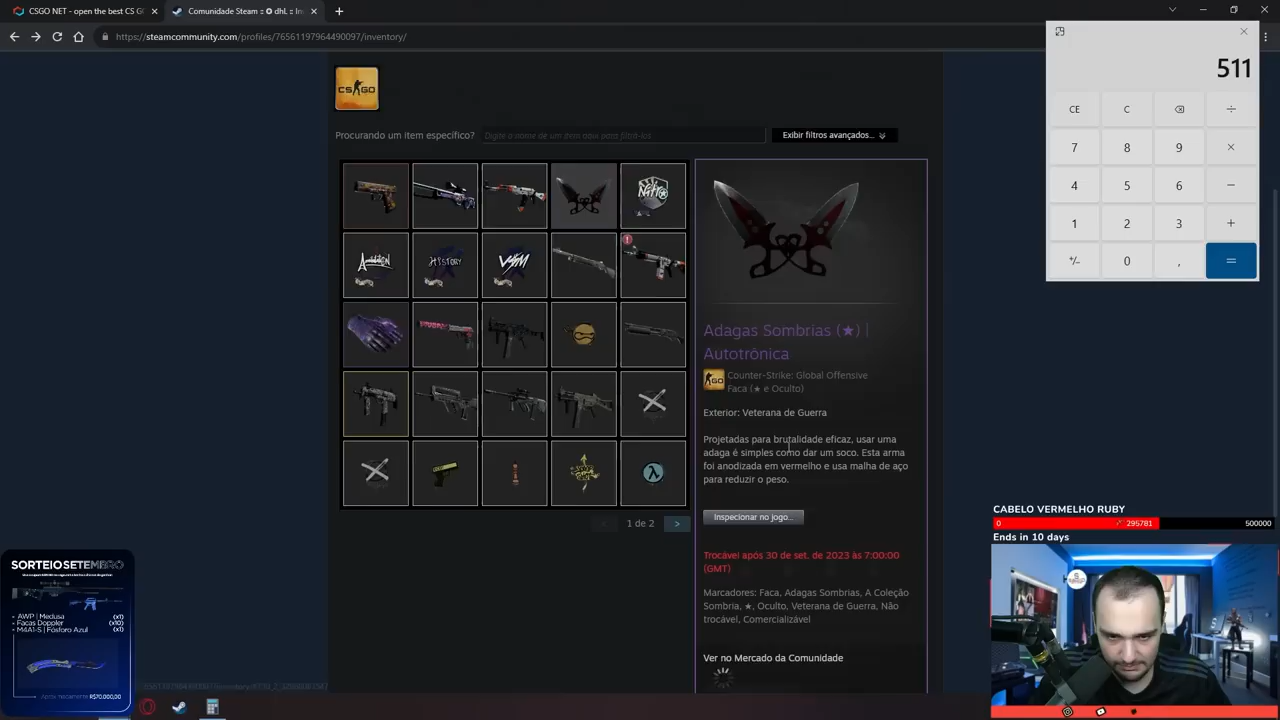 CSGO NET - open the best CS G
Comunidade Steam :: ✪ dhL :: In
https://steamcommunity.com/profiles/76561197964490097/inventory/
CS GO
Procurando um item específico?
Digite o nome de um item aqui para filtrá-los
Exibir filtros avançados...
511
CE
C
÷
7
8
9
×
4
5
6
−
1
2
3
+
+/-
0
,
=
HISTORY
VSM
Adagas Sombrias (★) |
Autotrônica
Counter-Strike: Global Offensive
Faca (★ e Oculto)
Exterior: Veterana de Guerra
Projetadas para brutalidade eficaz, usar uma
adaga é simples como dar um soco. Esta arma
foi anodizada em vermelho e usa malha de aço
para reduzir o peso.
Inspecionar no jogo...
Trocável após 30 de set. de 2023 às 7:00:00
(GMT)
Marcadores: Faca, Adagas Sombrias, A Coleção
Sombria, ★, Oculto, Veterana de Guerra, Não
trocável, Comercializável
Ver no Mercado da Comunidade
< 1 de 2 >
SORTEIO SETEMBRO
- AWP | Medusa (x1)
- Facas Doppler (x10)
- M4A1-S | Fósforo Azul (x1)
R$70.000,00
CABELO VERMELHO RUBY
0 295781 500000
Ends in 10 days